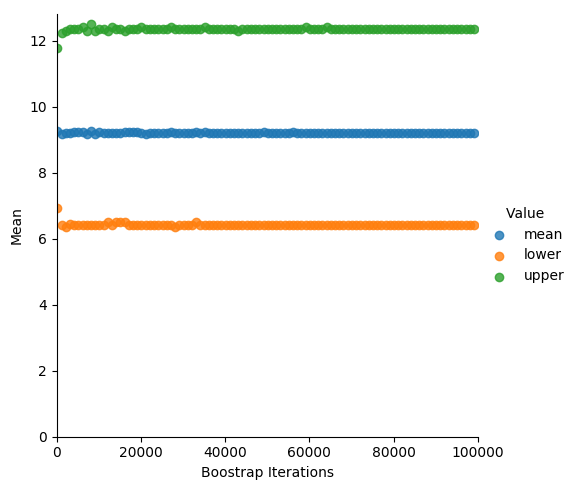 12
10
8
6
4
2
0
Mean
0 20000 40000 60000 80000 100000
Boostrap Iterations
Value
mean
lower
upper